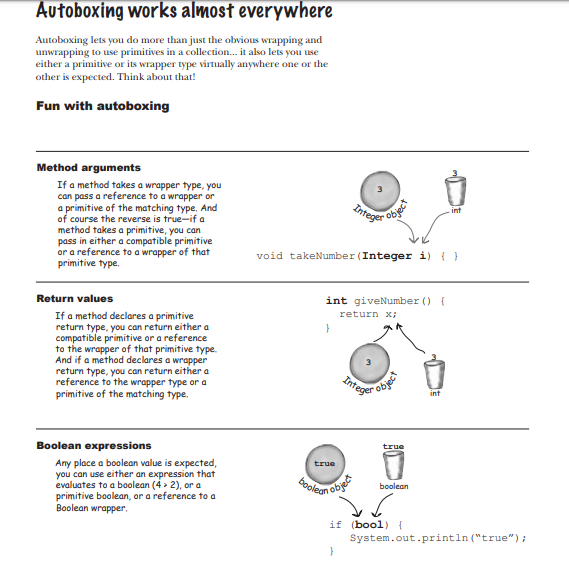 Autoboxing works almost everywhere
Autoboxing lets you do more than just the obvious wrapping and
unwrapping to use primitives in a collection... it also lets you use
either a primitive or its wrapper type virtually anywhere one or the
other is expected. Think about that!
Fun with autoboxing
Method arguments
If a method takes a wrapper type, you
can pass a reference to a wrapper or
a primitive of the matching type. And
of course the reverse is true—if a
method takes a primitive, you can
pass in either a compatible primitive
or a reference to a wrapper of that
primitive type.
3
Integer object
3
int
void takeNumber(Integer i) { }
Return values
If a method declares a primitive
return type, you can return either a
compatible primitive or a reference
to the wrapper of that primitive type.
And if a method declares a wrapper
return type, you can return either a
reference to the wrapper type or a
primitive of the matching type.
int giveNumber() {
return x;
}
3
Integer object
3
int
Boolean expressions
Any place a boolean value is expected,
you can use either an expression that
evaluates to a boolean (4 > 2), or a
primitive boolean, or a reference to a
Boolean wrapper.
true
boolean object
true
boolean
if (bool) {
System.out.println("true");
}